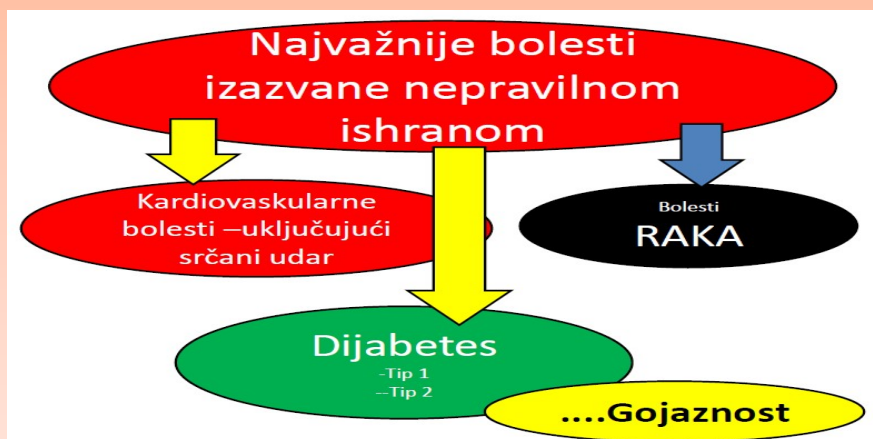 Najvažnije bolesti
izazvane nepravilnom
ishranom
Kardiovaskularne
bolesti –uključujući
srčani udar
Bolesti
RAKA
Dijabetes
-Tip 1
--Tip 2
....Gojaznost